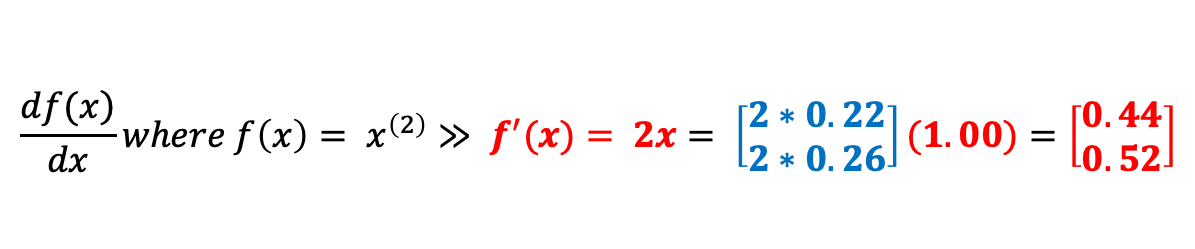 df(x)/dx where f(x) = x^(2) ≫ f′(x) = 2x = [2 * 0.22; 2 * 0.26] (1.00) = [0.44; 0.52]